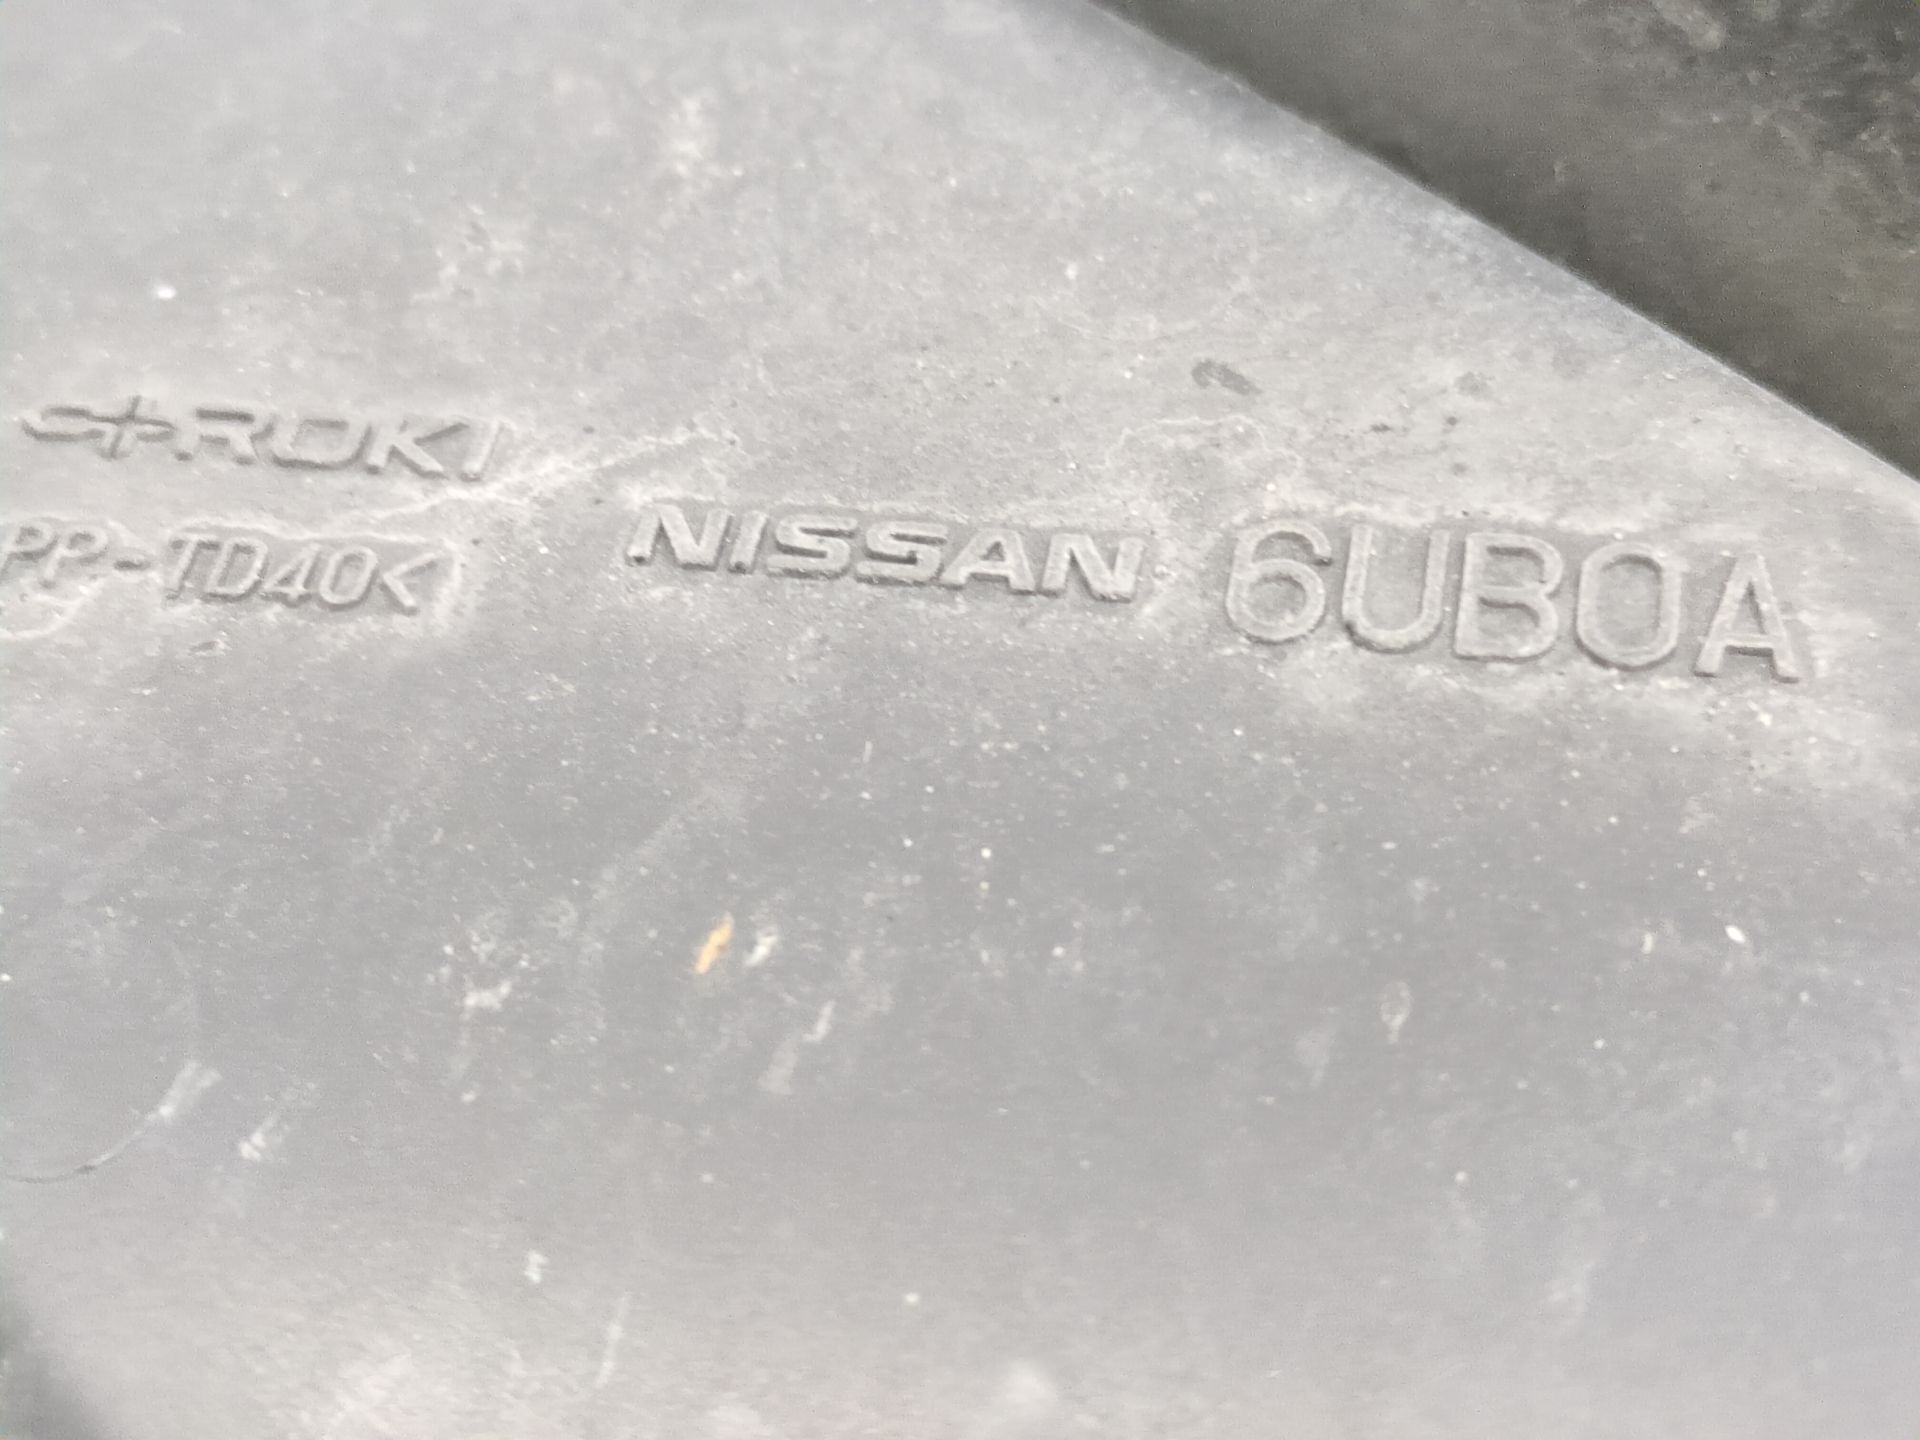 ROKI
PP-TD40<
NISSAN 6UB0A